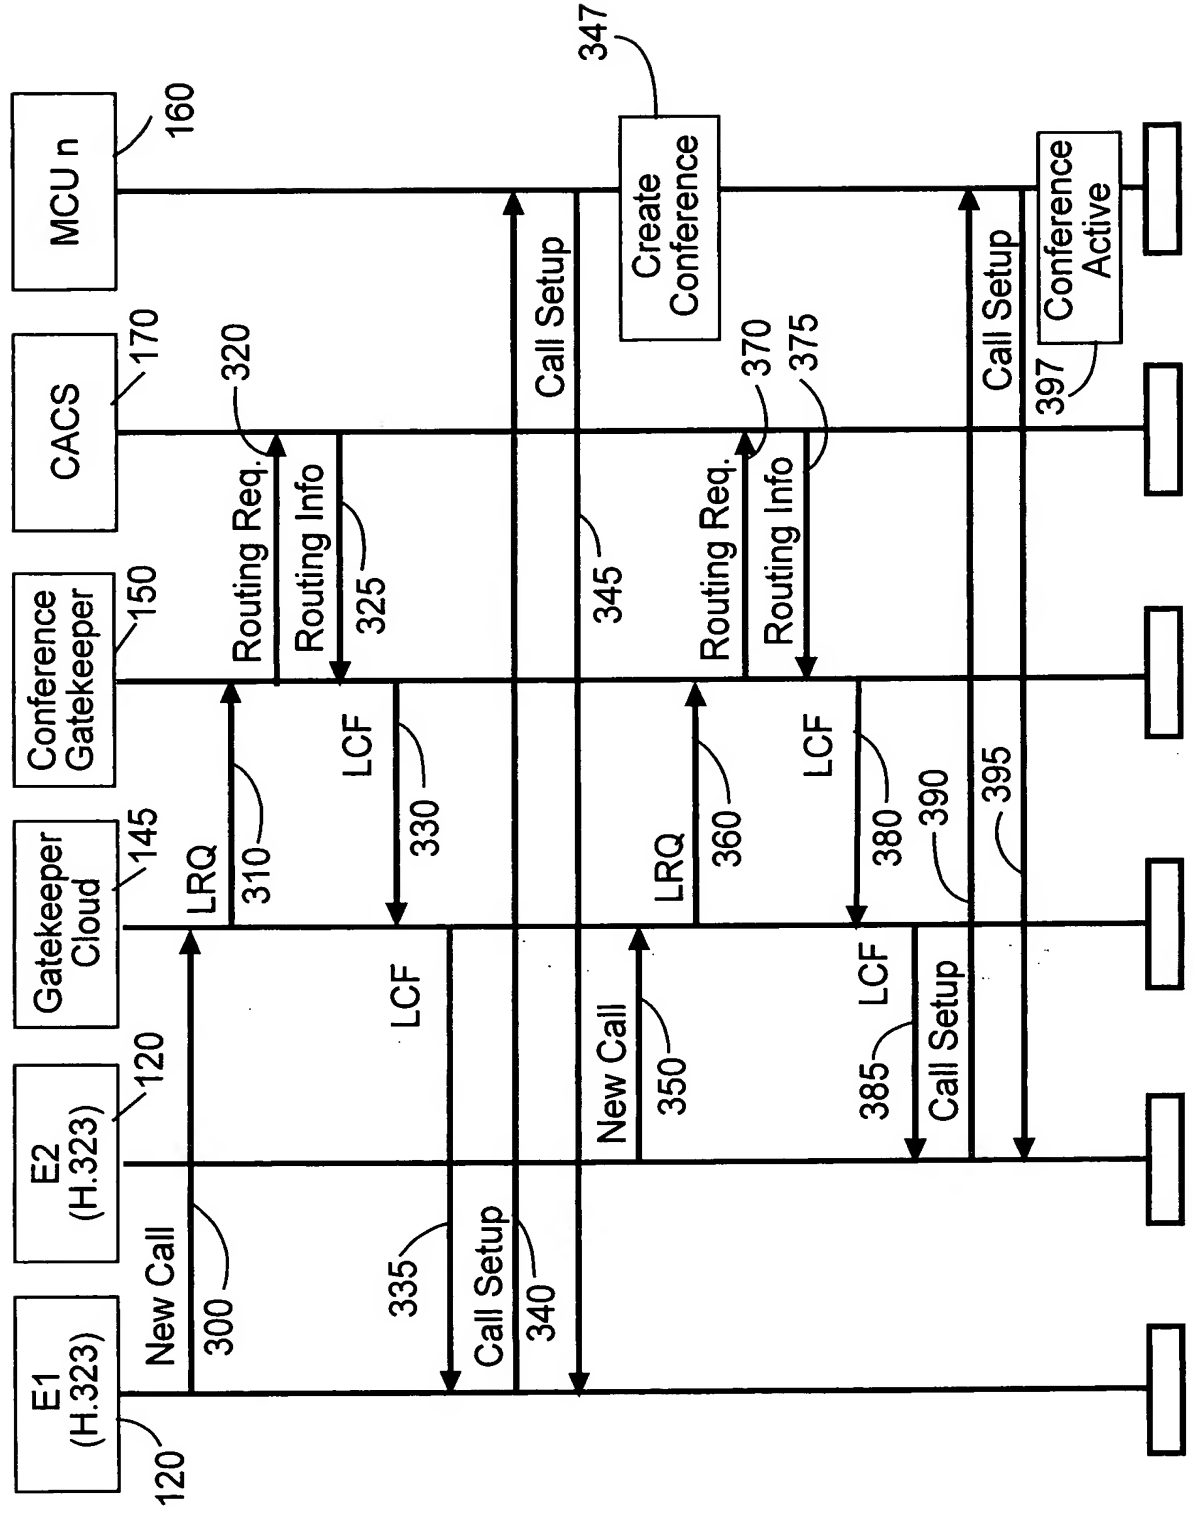 E1
(H.323)
120
E2
(H.323)
120
Gatekeeper
Cloud
145
Conference
Gatekeeper
150
CACS
170
MCU n
160
New Call
300
LRQ
310
Routing Req.
320
Routing Info
325
LCF
330
LCF
335
Call Setup
340
Call Setup
345
Create
Conference
347
New Call
350
LRQ
360
Routing Req.
370
Routing Info
375
LCF
380
LCF
385
Call Setup
390
Call Setup
395
Conference
Active
397